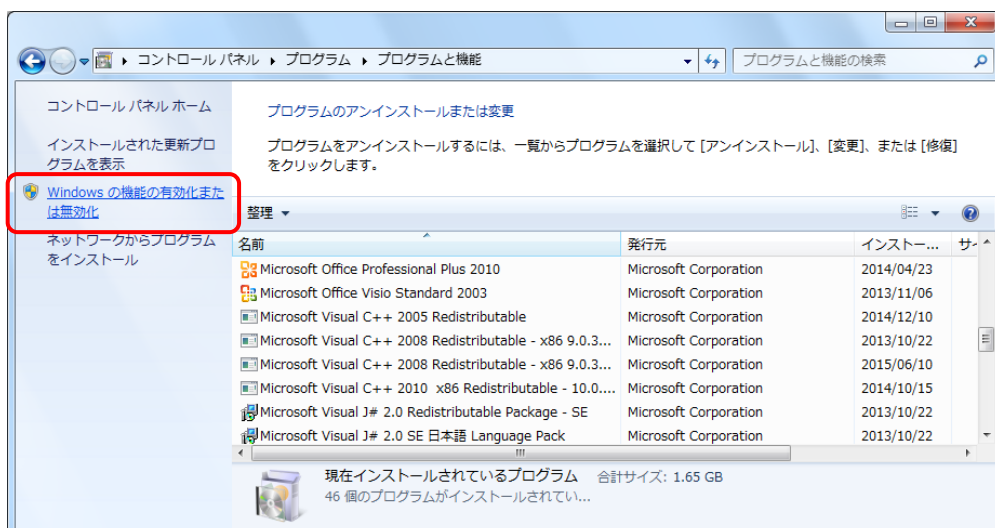 コントロール パネル ▸ プログラム ▸ プログラムと機能
プログラムと機能の検索
コントロール パネル ホーム
インストールされた更新プロ
グラムを表示
Windows の機能の有効化また
は無効化
ネットワークからプログラム
をインストール
プログラムのアンインストールまたは変更
プログラムをアンインストールするには、一覧からプログラムを選択して [アンインストール]、[変更]、または [修復]
をクリックします。
整理
名前 発行元 インストー... サイ
Microsoft Office Professional Plus 2010 Microsoft Corporation 2014/04/23
Microsoft Office Visio Standard 2003 Microsoft Corporation 2013/11/06
Microsoft Visual C++ 2005 Redistributable Microsoft Corporation 2014/12/10
Microsoft Visual C++ 2008 Redistributable - x86 9.0.3... Microsoft Corporation 2013/10/22
Microsoft Visual C++ 2008 Redistributable - x86 9.0.3... Microsoft Corporation 2015/06/10
Microsoft Visual C++ 2010 x86 Redistributable - 10.0.... Microsoft Corporation 2014/10/15
Microsoft Visual J# 2.0 Redistributable Package - SE Microsoft Corporation 2013/10/22
Microsoft Visual J# 2.0 SE 日本語 Language Pack Microsoft Corporation 2013/10/22
現在インストールされているプログラム 合計サイズ: 1.65 GB
46 個のプログラムがインストールされてい...